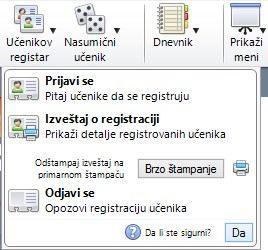 Učenikov registar
Nasumični učenik
Dnevnik
Prikaži meni
Prijavi se
Pitaj učenike da se registruju
Izveštaj o registraciji
Prikaži detalje registrovanih učenika
Odštampaj izveštaj na
primarnom štampaču
Brzo štampanje
Odjavi se
Opozovi registraciju učenika
Da li ste sigurni?
Da